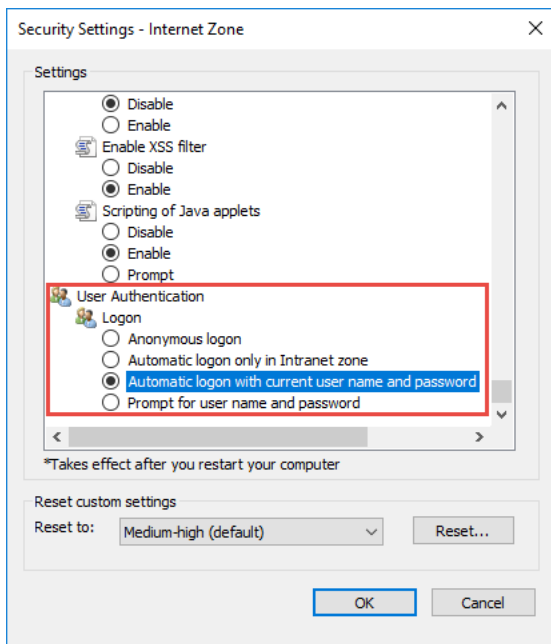 Security Settings - Internet Zone
Settings
Disable
Enable
Enable XSS filter
Disable
Enable
Scripting of Java applets
Disable
Enable
Prompt
User Authentication
Logon
Anonymous logon
Automatic logon only in Intranet zone
Automatic logon with current user name and password
Prompt for user name and password
*Takes effect after you restart your computer
Reset custom settings
Reset to: Medium-high (default) Reset...
OK Cancel